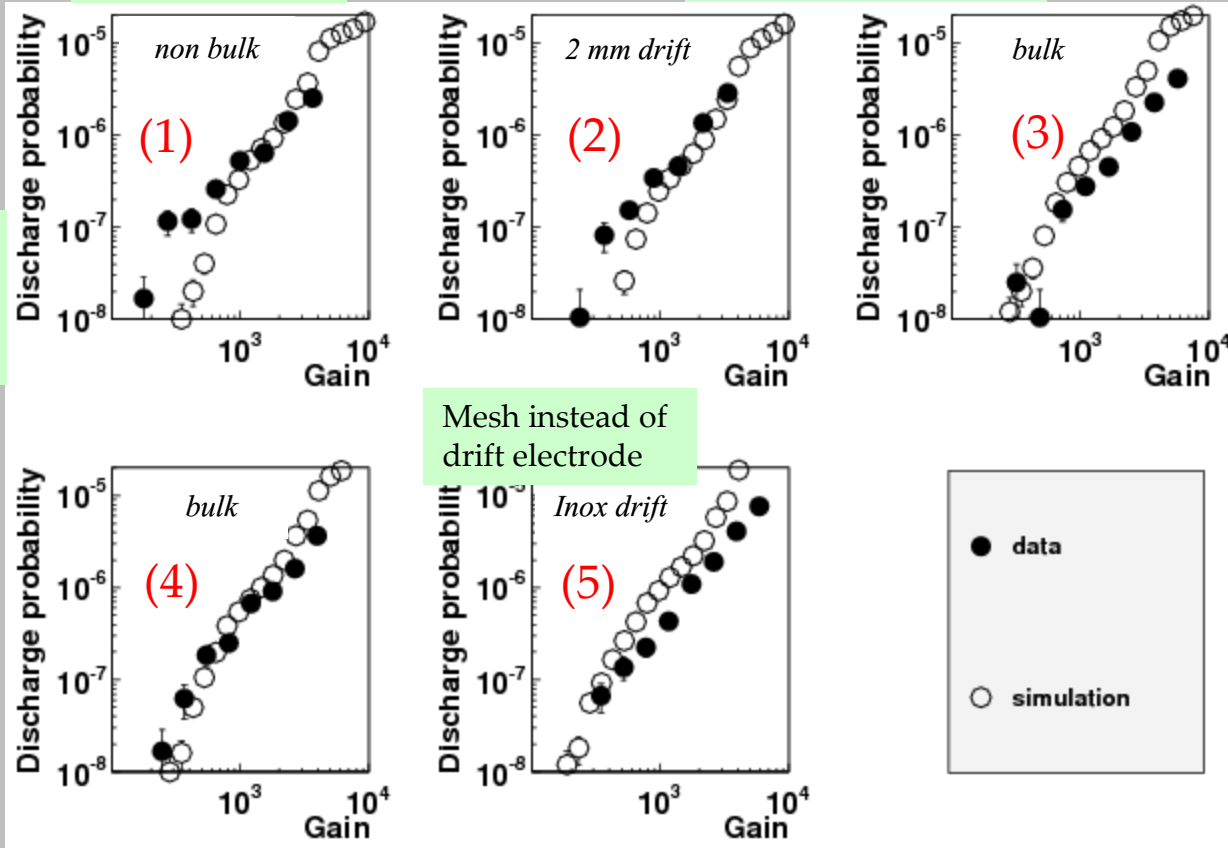 non bulk
(1)
Discharge probability
10⁻⁵
10⁻⁶
10⁻⁷
10⁻⁸
10³
10⁴
Gain
2 mm drift
(2)
Discharge probability
10⁻⁵
10⁻⁶
10⁻⁷
10⁻⁸
10³
10⁴
Gain
bulk
(3)
Discharge probability
10⁻⁵
10⁻⁶
10⁻⁷
10⁻⁸
10³
10⁴
Gain
Mesh instead of
drift electrode
bulk
(4)
Discharge probability
10⁻⁵
10⁻⁶
10⁻⁷
10⁻⁸
10³
10⁴
Gain
Inox drift
(5)
Discharge probability
10⁻⁵
10⁻⁶
10⁻⁷
10⁻⁸
10³
10⁴
Gain
data
simulation